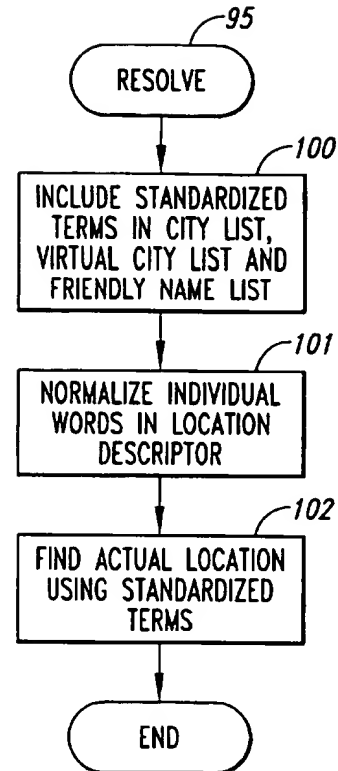 95
RESOLVE
100
INCLUDE STANDARDIZED
TERMS IN CITY LIST,
VIRTUAL CITY LIST AND
FRIENDLY NAME LIST
101
NORMALIZE INDIVIDUAL
WORDS IN LOCATION
DESCRIPTOR
102
FIND ACTUAL LOCATION
USING STANDARDIZED
TERMS
END